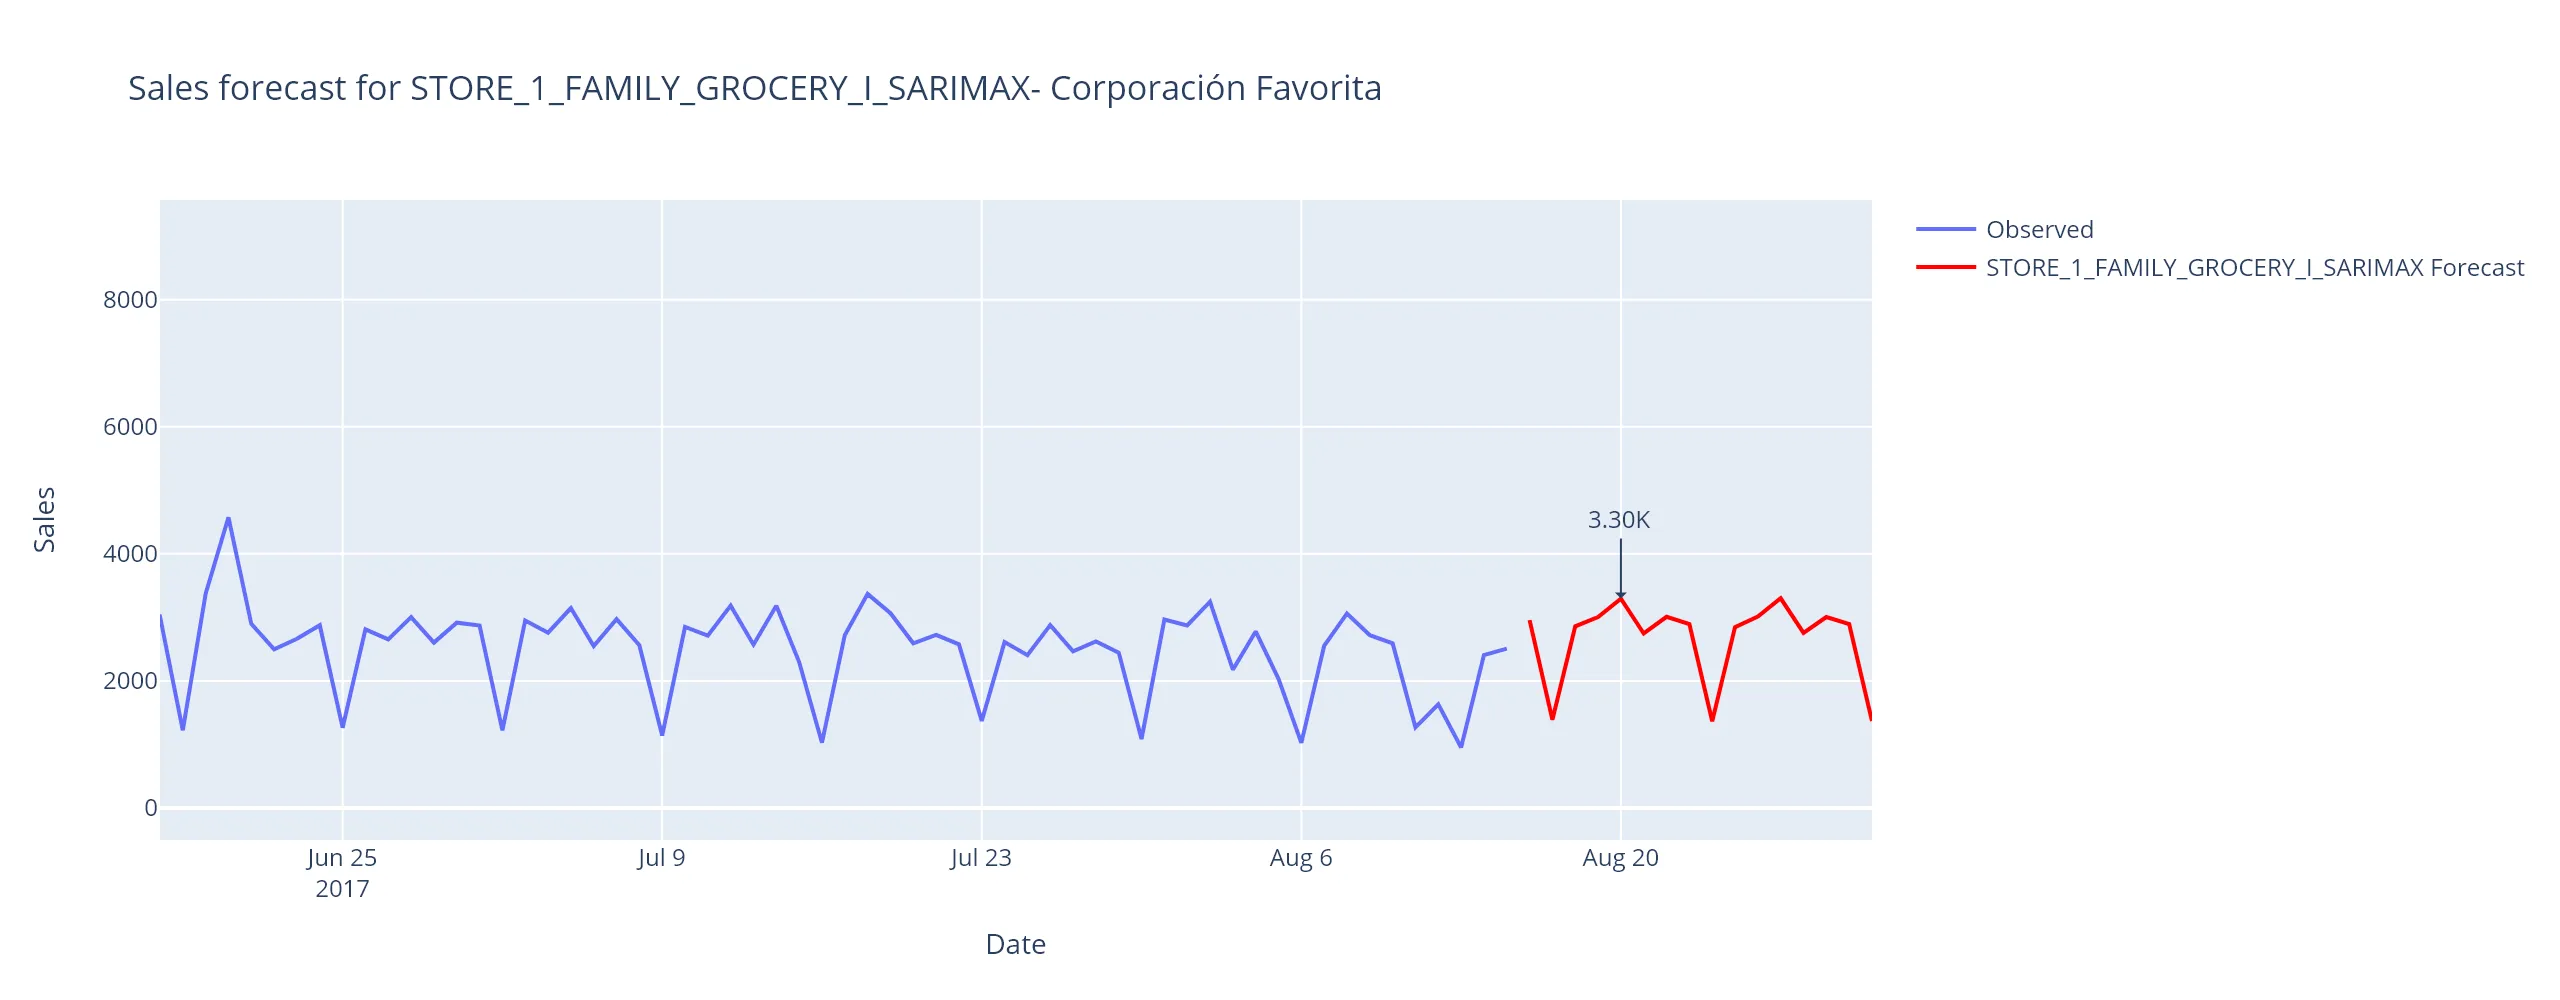 Sales forecast for STORE_1_FAMILY_GROCERY_I_SARIMAX- Corporación Favorita
Observed
STORE_1_FAMILY_GROCERY_I_SARIMAX Forecast
8000
6000
4000
2000
0
Sales
3.30K
Jun 25
2017
Jul 9
Jul 23
Aug 6
Aug 20
Date